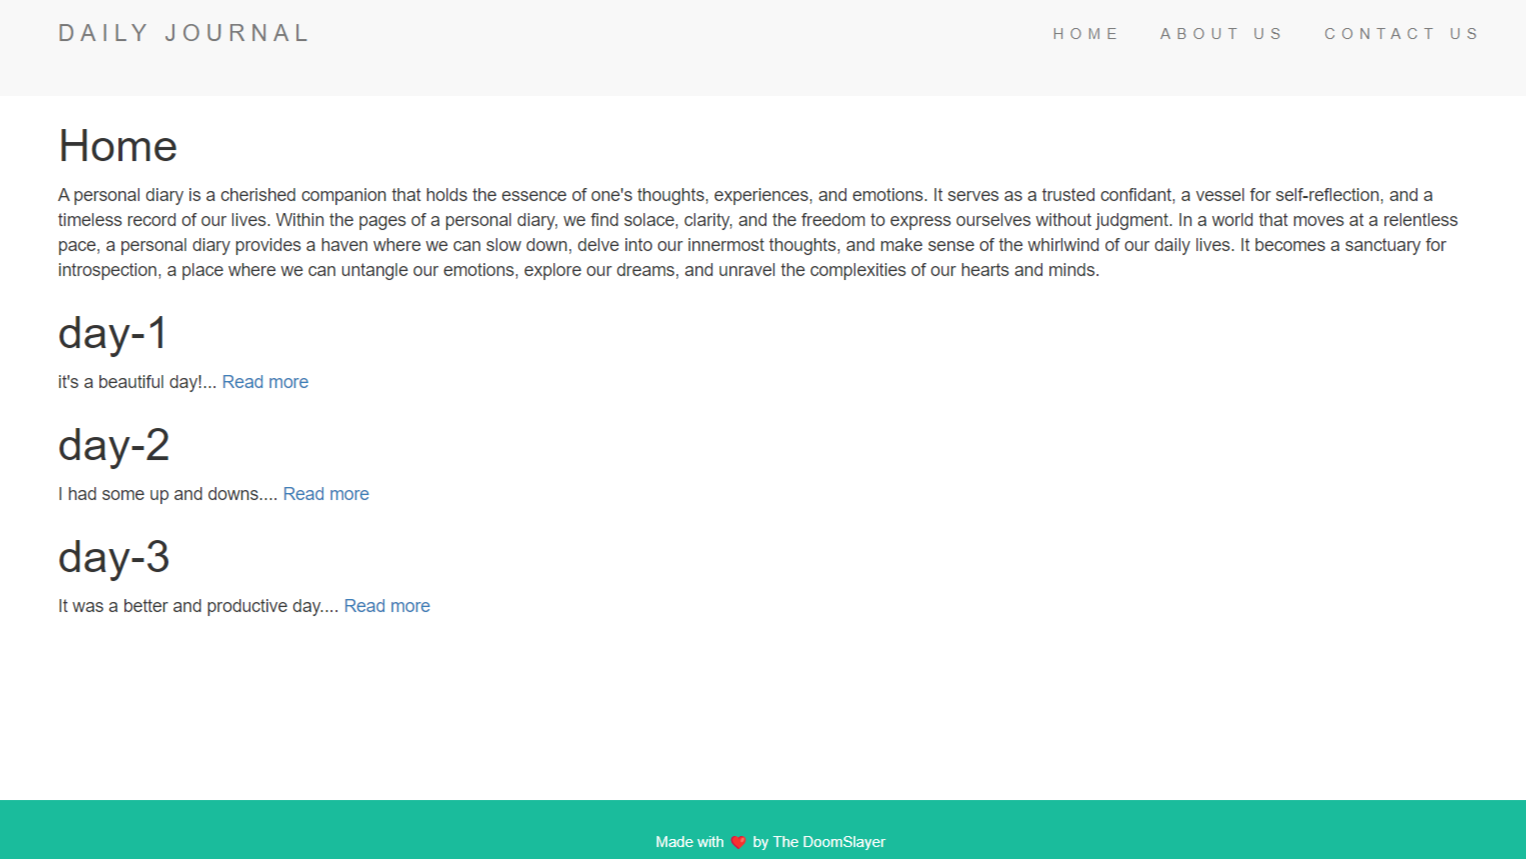 DAILY JOURNAL
HOME ABOUT US CONTACT US
Home
A personal diary is a cherished companion that holds the essence of one's thoughts, experiences, and emotions. It serves as a trusted confidant, a vessel for self-reflection, and a
timeless record of our lives. Within the pages of a personal diary, we find solace, clarity, and the freedom to express ourselves without judgment. In a world that moves at a relentless
pace, a personal diary provides a haven where we can slow down, delve into our innermost thoughts, and make sense of the whirlwind of our daily lives. It becomes a sanctuary for
introspection, a place where we can untangle our emotions, explore our dreams, and unravel the complexities of our hearts and minds.
day-1
it's a beautiful day!... Read more
day-2
I had some up and downs.... Read more
day-3
It was a better and productive day.... Read more
Made with ❤️ by The DoomSlayer